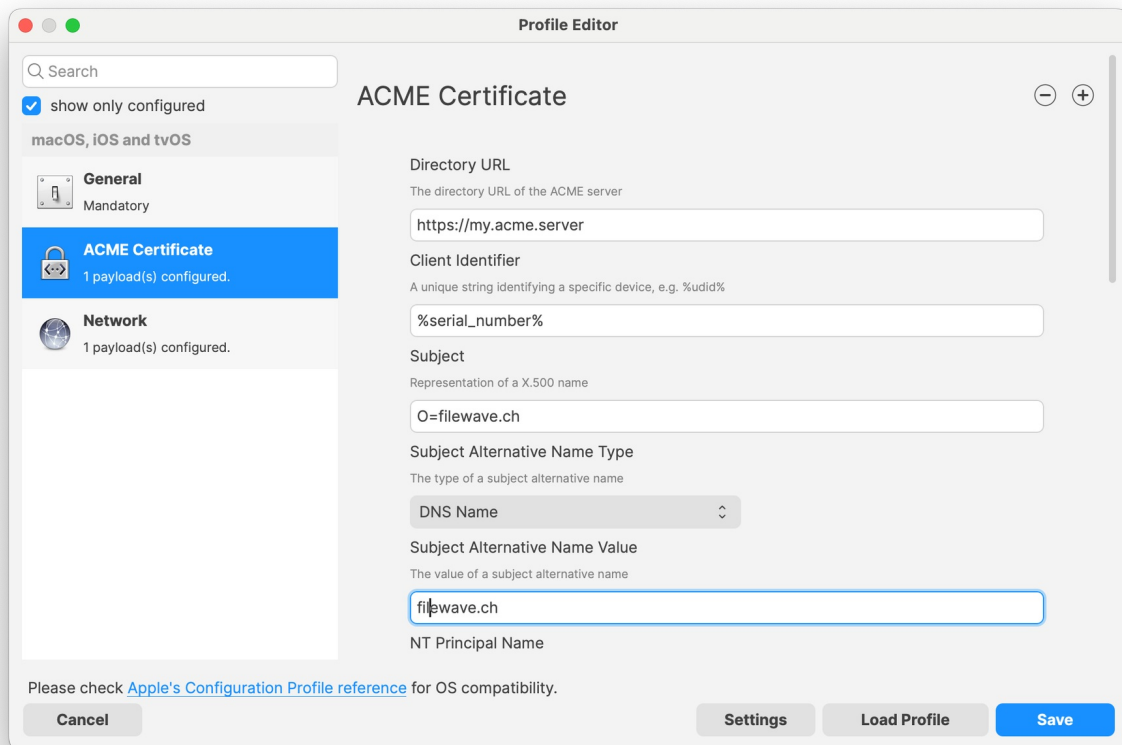 Profile Editor
Search
show only configured
macOS, iOS and tvOS
General
Mandatory
ACME Certificate
1 payload(s) configured.
Network
1 payload(s) configured.
ACME Certificate
Directory URL
The directory URL of the ACME server
https://my.acme.server
Client Identifier
A unique string identifying a specific device, e.g. %udid%
%serial_number%
Subject
Representation of a X.500 name
O=filewave.ch
Subject Alternative Name Type
The type of a subject alternative name
DNS Name
Subject Alternative Name Value
The value of a subject alternative name
filewave.ch
NT Principal Name
Please check Apple's Configuration Profile reference for OS compatibility.
Cancel
Settings
Load Profile
Save